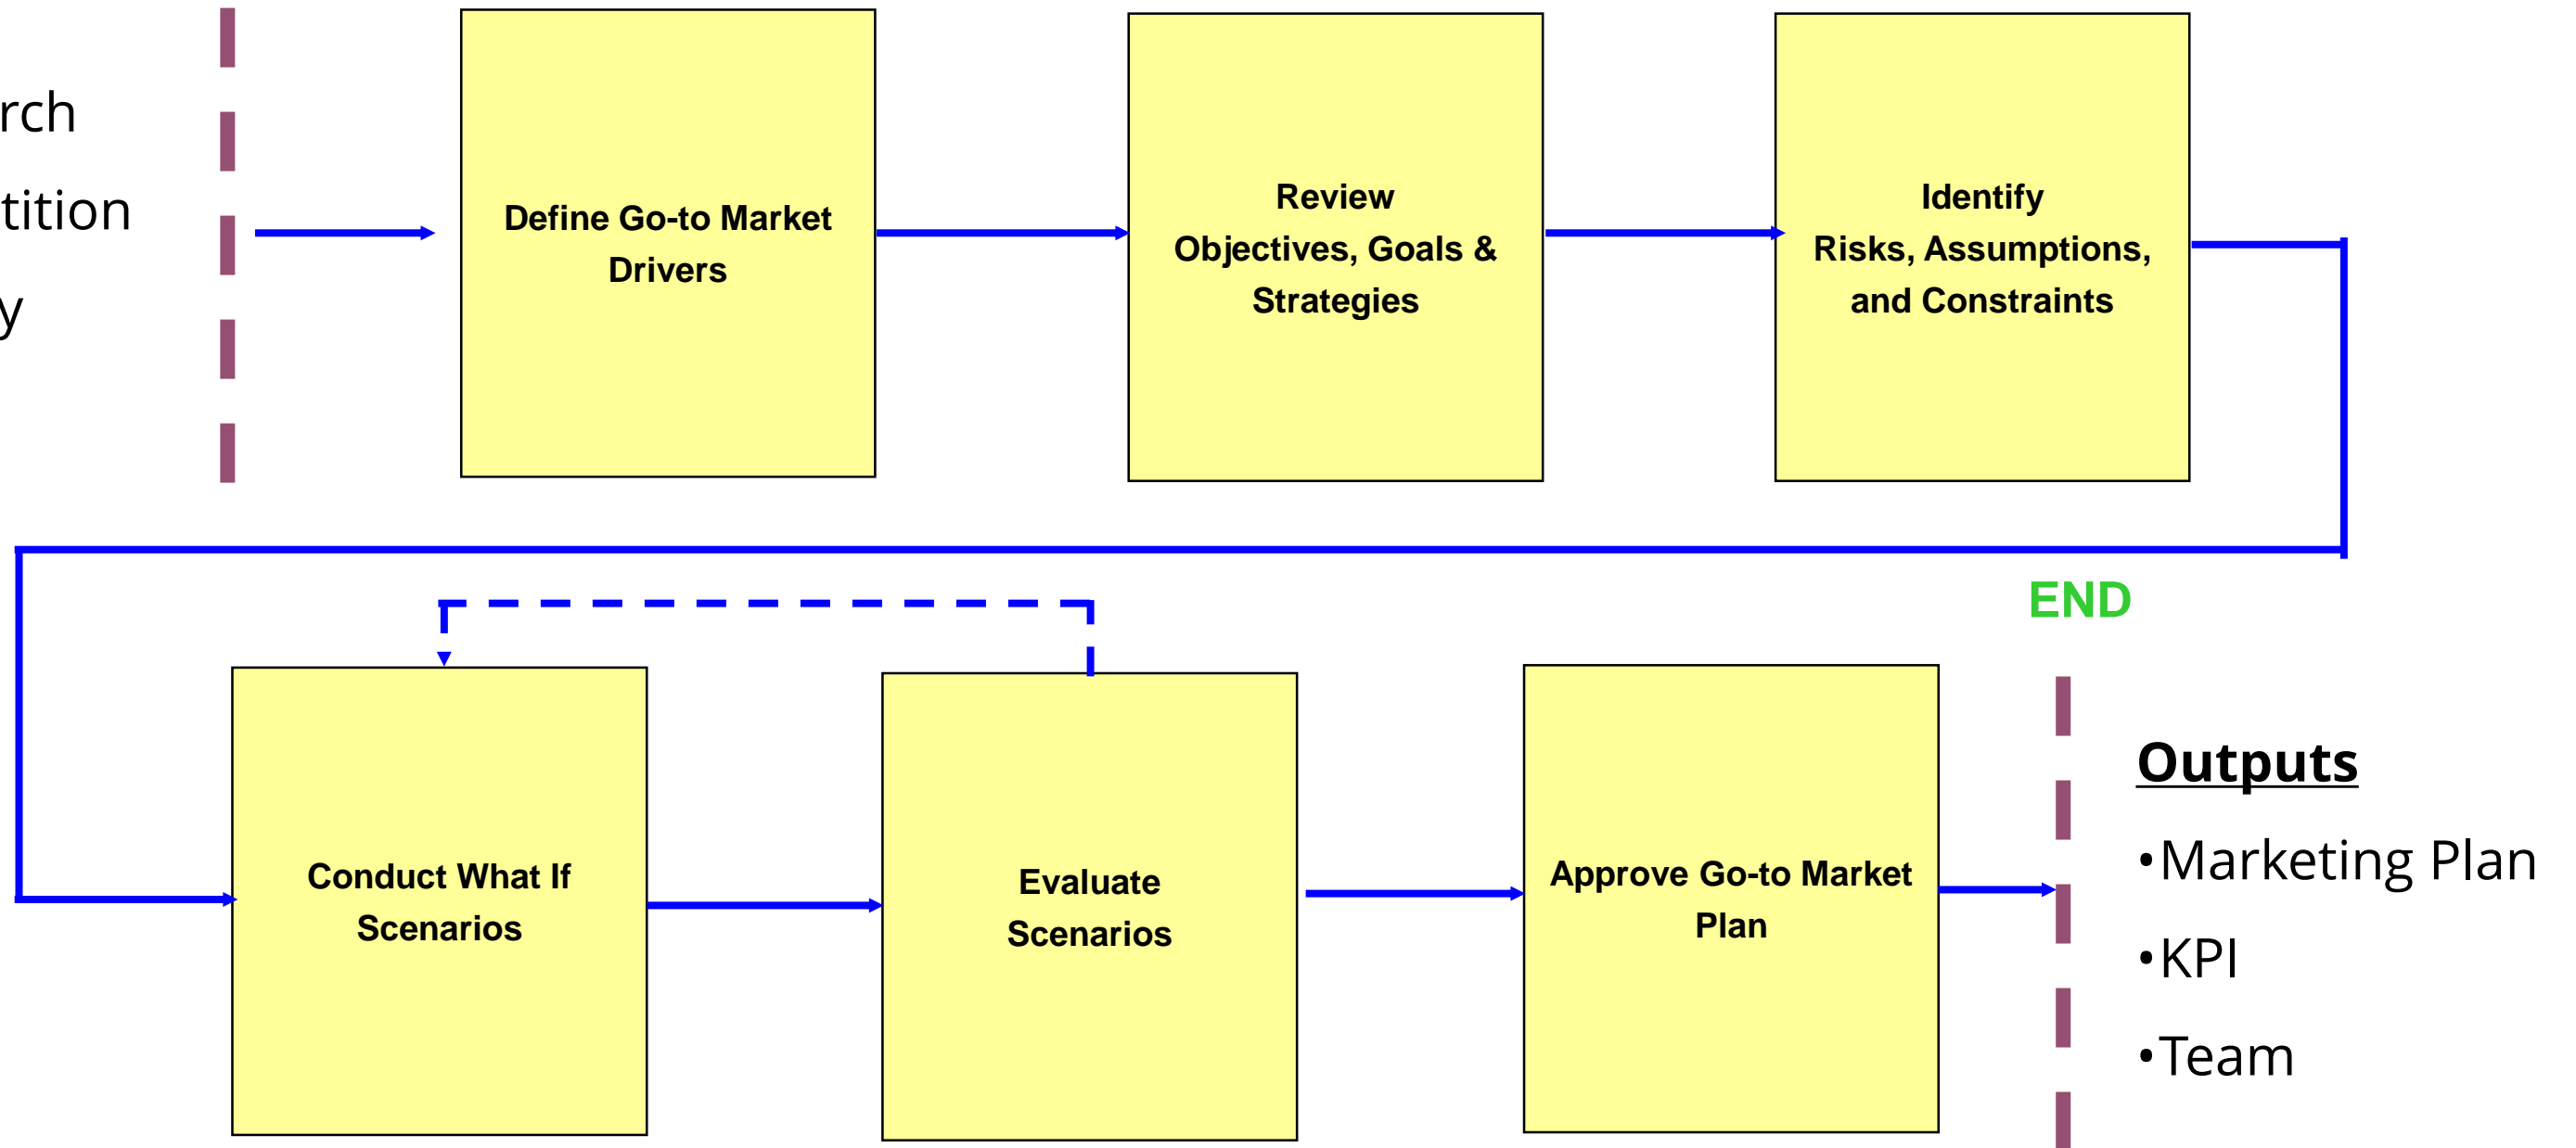 rch
tition
y
Define Go-to Market
Drivers
Review
Objectives, Goals &
Strategies
Identify
Risks, Assumptions,
and Constraints
END
Conduct What If
Scenarios
Evaluate
Scenarios
Approve Go-to Market
Plan
Outputs
•Marketing Plan
•KPI
•Team